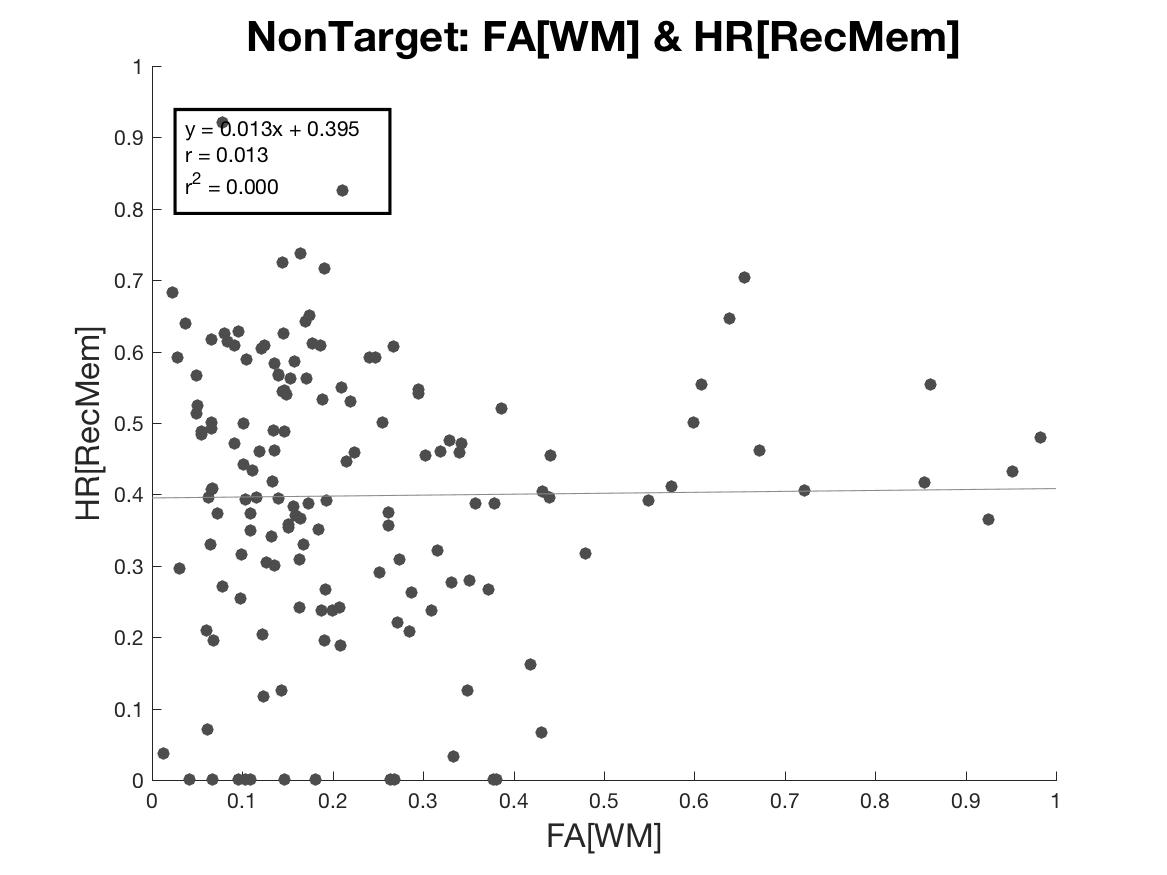 NonTarget: FA[WM] & HR[RecMem]
1
y = 0.013x + 0.395
0.9
r = 0.013
r2 = 0.000
0.8
0.7
0.6
0.5
HR[RecMem]
0.4
0.3
0.2
0.1
0
0 0.1 0.2 0.3 0.4 0.5 0.6 0.7 0.8 0.9 1
FA[WM]